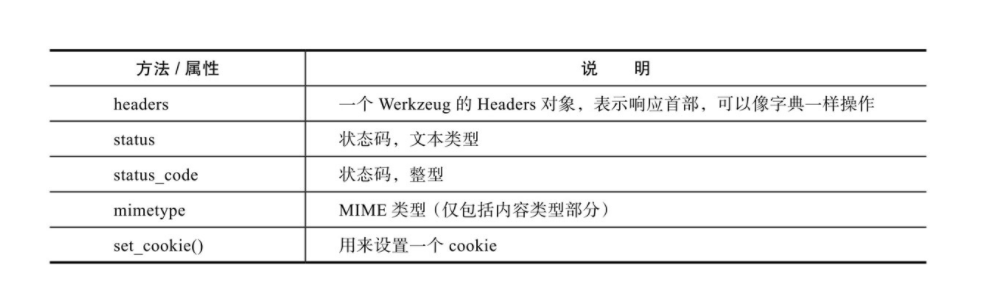 方法 / 属性 说 明
headers 一个 Werkzeug 的 Headers 对象，表示响应首部，可以像字典一样操作
status 状态码，文本类型
status_code 状态码，整型
mimetype MIME 类型（仅包括内容类型部分）
set_cookie() 用来设置一个 cookie